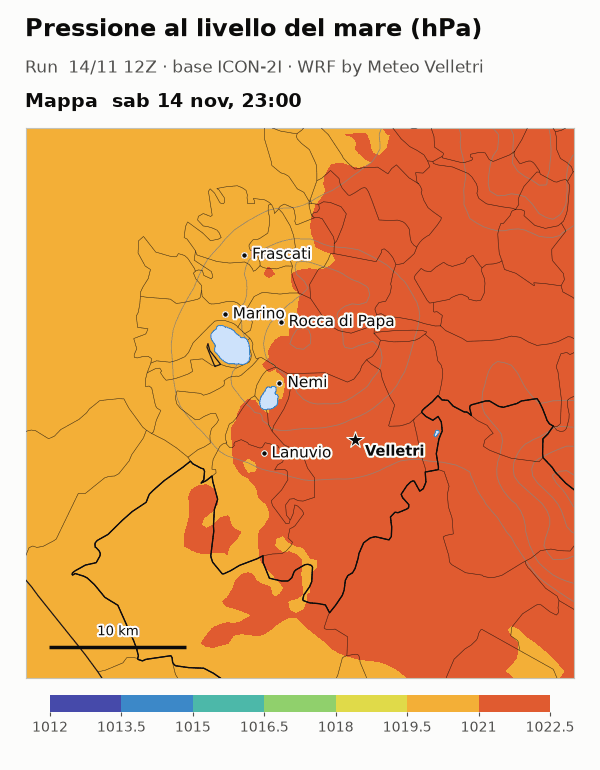 Pressione al livello del mare (hPa)
Run  14/11 12Z · base ICON-2I · WRF by Meteo Velletri
Mappa  sab 14 nov, 23:00
Frascati
Marino
Rocca di Papa
Nemi
Velletri
Lanuvio
10 km
1012 1013.5 1015 1016.5 1018 1019.5 1021 1022.5